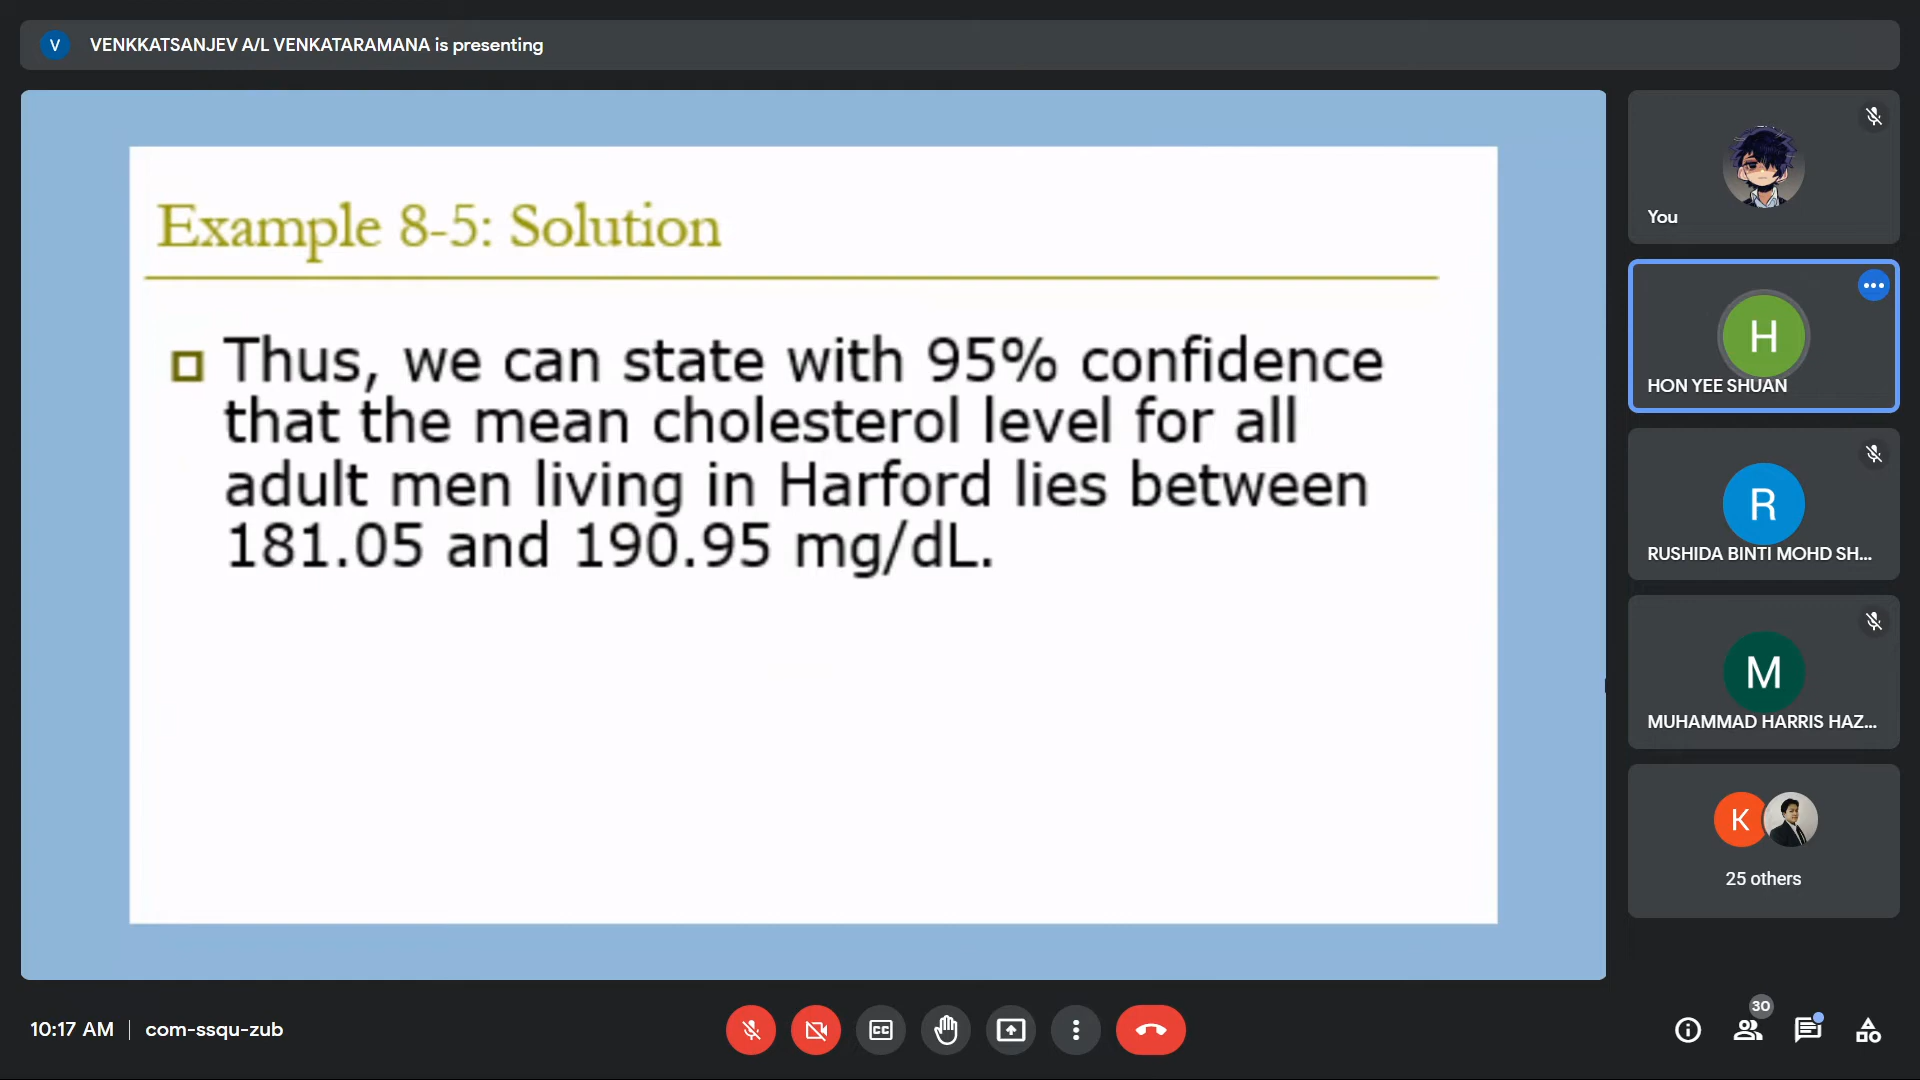 V VENKKATSANJEV A/L VENKATARAMANA is presenting
Example 8-5: Solution
Thus, we can state with 95% confidence
that the mean cholesterol level for all
adult men living in Harford lies between
181.05 and 190.95 mg/dL.
You
H
HON YEE SHUAN
R
RUSHIDA BINTI MOHD SH...
M
MUHAMMAD HARRIS HAZ...
K
25 others
10:17 AM | com-ssqu-zub
CC
30